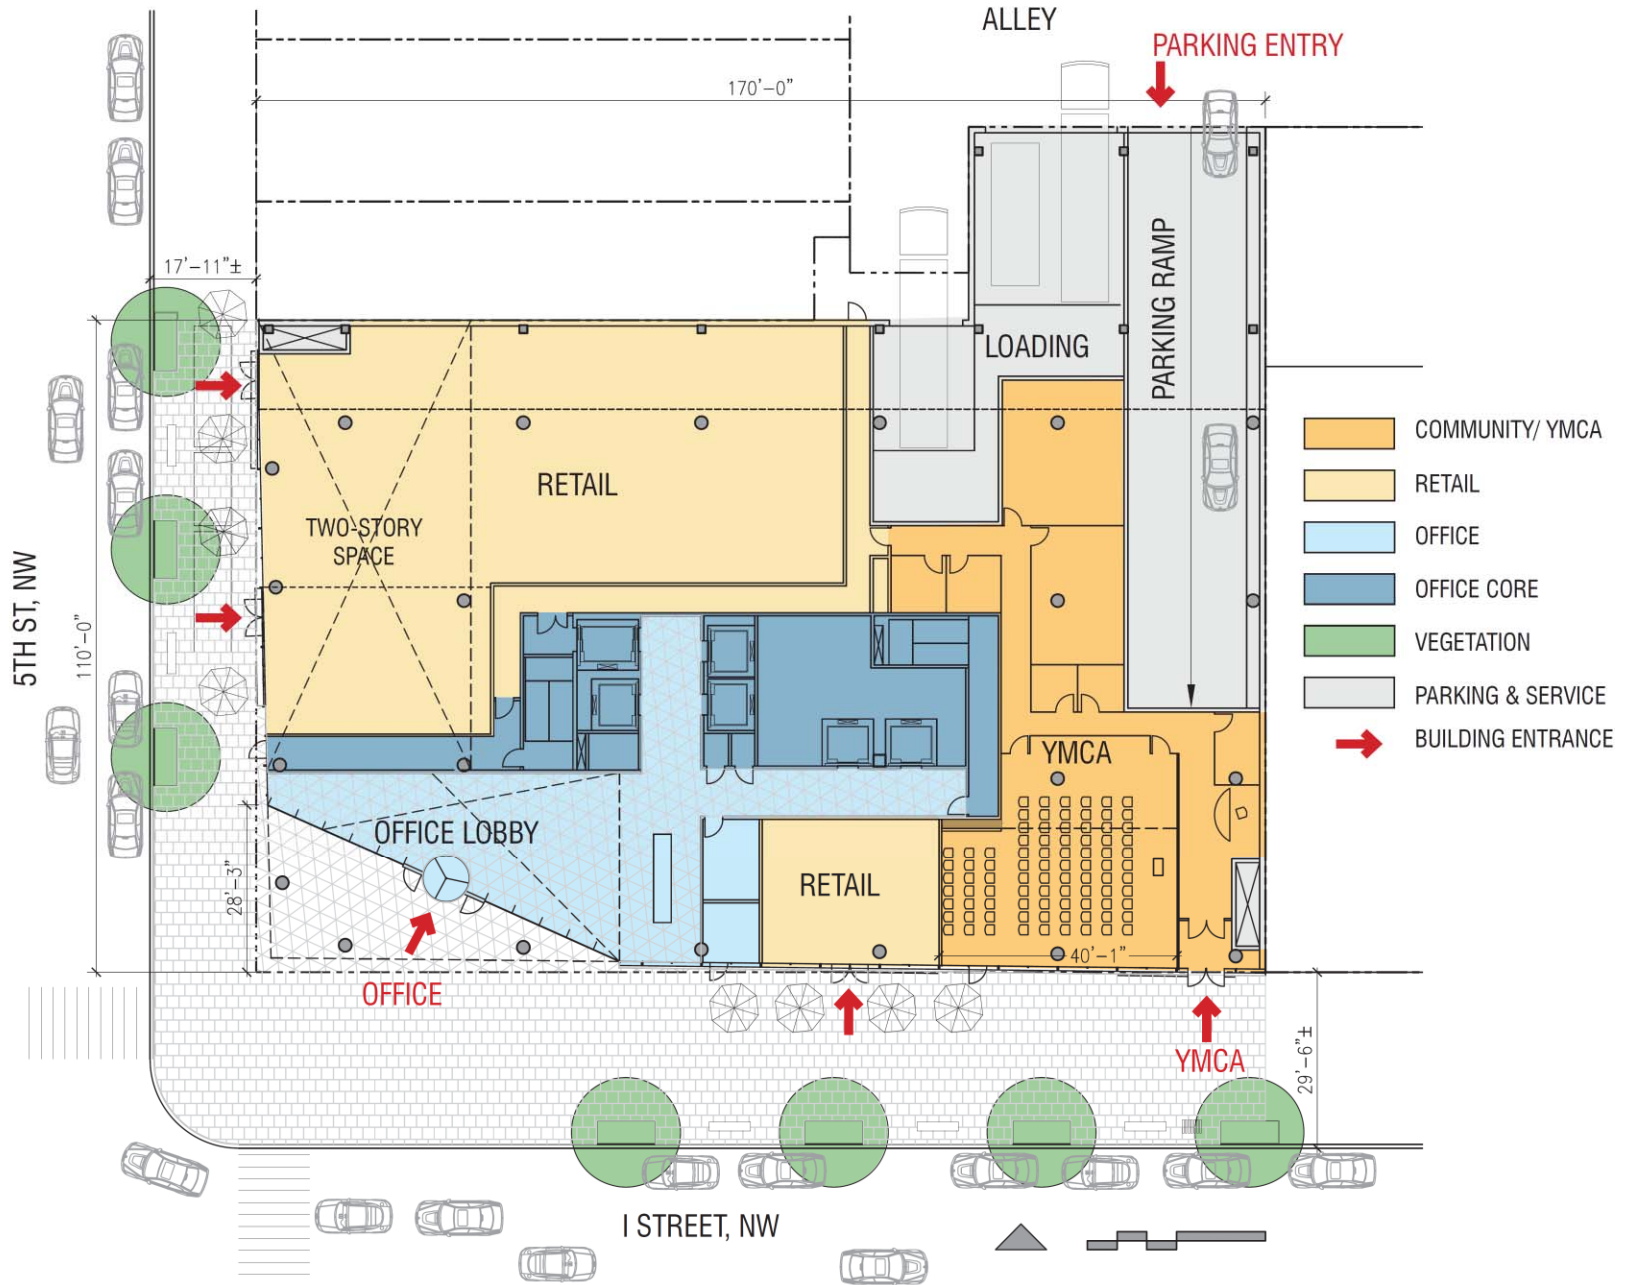 ALLEY
PARKING ENTRY
170'-0"
17'-11"±
PARKING RAMP
LOADING
RETAIL
TWO-STORY
SPACE
5TH ST, NW
110'-0"
COMMUNITY/ YMCA
RETAIL
OFFICE
OFFICE CORE
VEGETATION
PARKING & SERVICE
BUILDING ENTRANCE
YMCA
OFFICE LOBBY
28'-3"
RETAIL
40'-1"
OFFICE
YMCA
29'-6"±
I STREET, NW